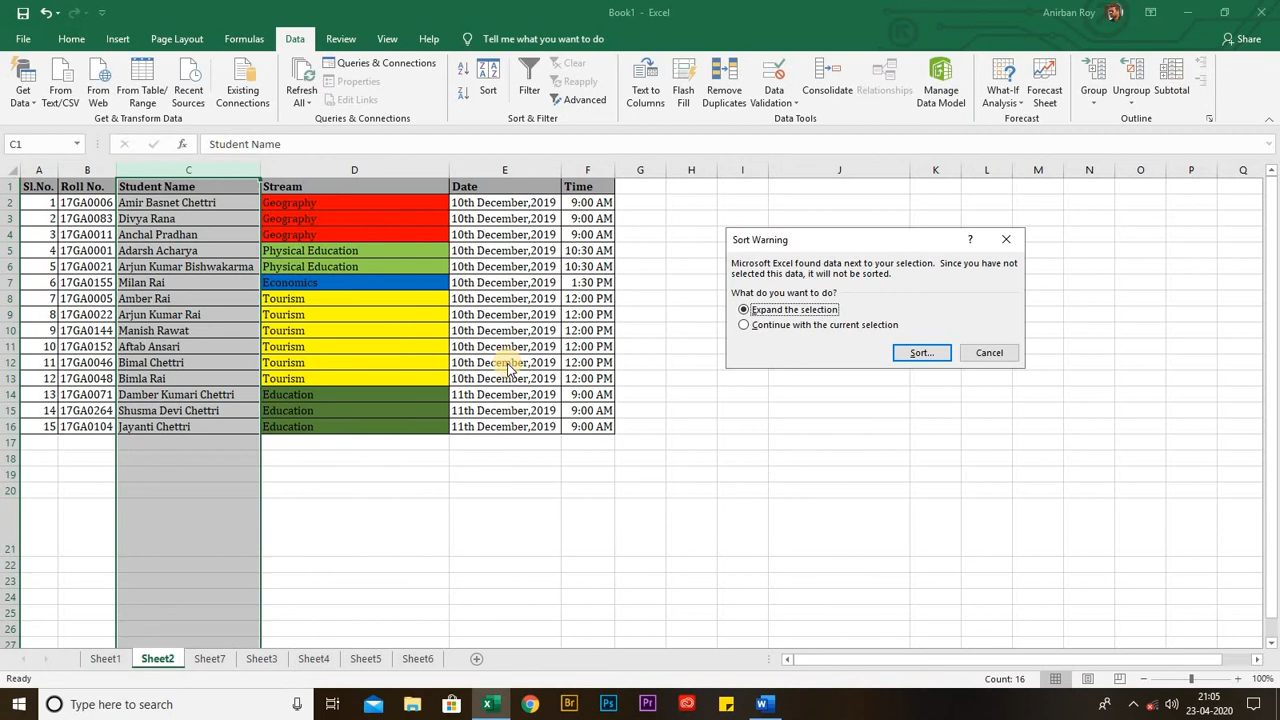 Book1 - Excel
Anirban Roy
File Home Insert Page Layout Formulas Data Review View Help Tell me what you want to do Share
Get Data
From Text/CSV
From Web
From Table/ Range
Recent Sources
Existing Connections
Get & Transform Data
Refresh All
Queries & Connections
Properties
Edit Links
Queries & Connections
Sort
Filter
Clear
Reapply
Advanced
Sort & Filter
Text to Columns
Flash Fill
Remove Duplicates
Data Validation
Consolidate
Relationships
Manage Data Model
Data Tools
What-If Analysis
Forecast Sheet
Forecast
Group
Ungroup
Subtotal
Outline
C1 fx Student Name
A B C D E F G H I J K L M N O P Q
1 Sl.No. Roll No. Student Name Stream Date Time
2 1 17GA0006 Amir Basnet Chettri Geography 10th December,2019 9:00 AM
3 2 17GA0083 Divya Rana Geography 10th December,2019 9:00 AM
4 3 17GA0011 Anchal Pradhan Geography 10th December,2019 9:00 AM
5 4 17GA0001 Adarsh Acharya Physical Education 10th December,2019 10:30 AM
6 5 17GA0021 Arjun Kumar Bishwakarma Physical Education 10th December,2019 10:30 AM
7 6 17GA0155 Milan Rai Economics 10th December,2019 1:30 PM
8 7 17GA0005 Amber Rai Tourism 10th December,2019 12:00 PM
9 8 17GA0022 Arjun Kumar Rai Tourism 10th December,2019 12:00 PM
10 9 17GA0144 Manish Rawat Tourism 10th December,2019 12:00 PM
11 10 17GA0152 Aftab Ansari Tourism 10th December,2019 12:00 PM
12 11 17GA0046 Bimal Chettri Tourism 10th December,2019 12:00 PM
13 12 17GA0048 Bimla Rai Tourism 10th December,2019 12:00 PM
14 13 17GA0071 Damber Kumari Chettri Education 11th December,2019 9:00 AM
15 14 17GA0264 Shusma Devi Chettri Education 11th December,2019 9:00 AM
16 15 17GA0104 Jayanti Chettri Education 11th December,2019 9:00 AM
17
18
19
20
21
22
23
24
25
26
27
Sort Warning ?
Microsoft Excel found data next to your selection. Since you have not
selected this data, it will not be sorted.
What do you want to do?
Expand the selection
Continue with the current selection
Sort... Cancel
Sheet1 Sheet2 Sheet7 Sheet3 Sheet4 Sheet5 Sheet6
Ready Count: 16 100%
Type here to search
Br Ps Pr
21:05
23-04-2020